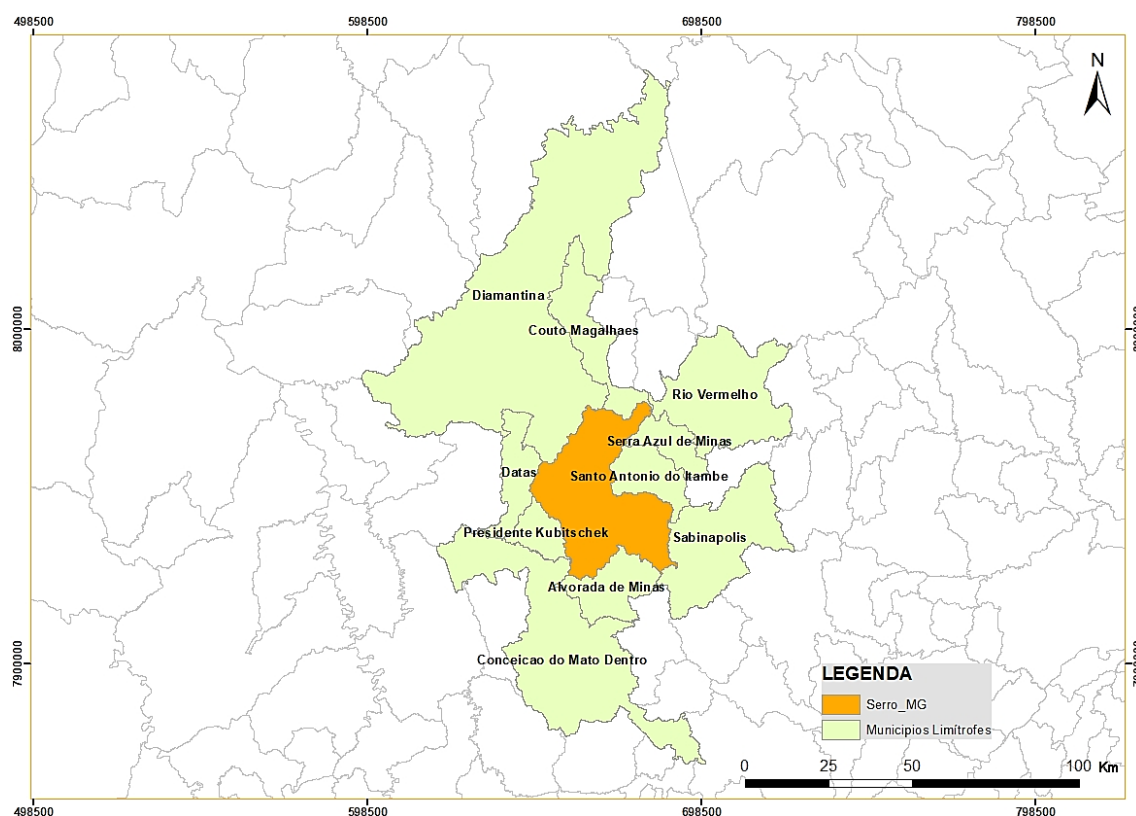 498500 598500 698500 798500
N
Diamantina
8000000
Couto Magalhaes
Rio Vermelho
Serra Azul de Minas
Datas
Santo Antonio do Itambe
Presidente Kubitschek
Sabinapolis
Alvorada de Minas
Conceicao do Mato Dentro
7900000
LEGENDA
Serro_MG
Municipios Limítrofes
0 25 50 100 Km
498500 598500 698500 798500